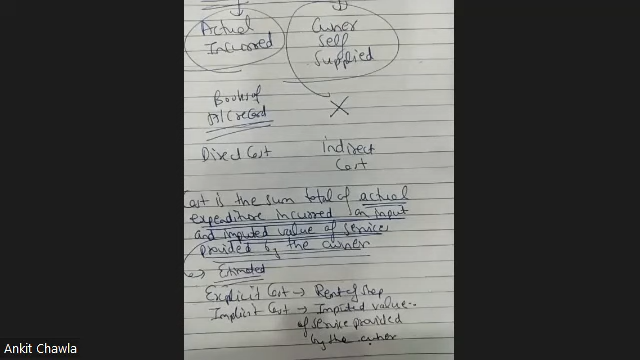 Actual
Incurred
Owner
Self
Supplied
Books of
A/C record
Direct Cost
Indirect
Cost
Cost is the sum total of actual
expenditure incurred on input
and imputed value of services
provided by the owner
Estimated
Explicit Cost → Rent of shop
Implicit Cost → Imputed value
of service provided
by the owner
Ankit Chawla